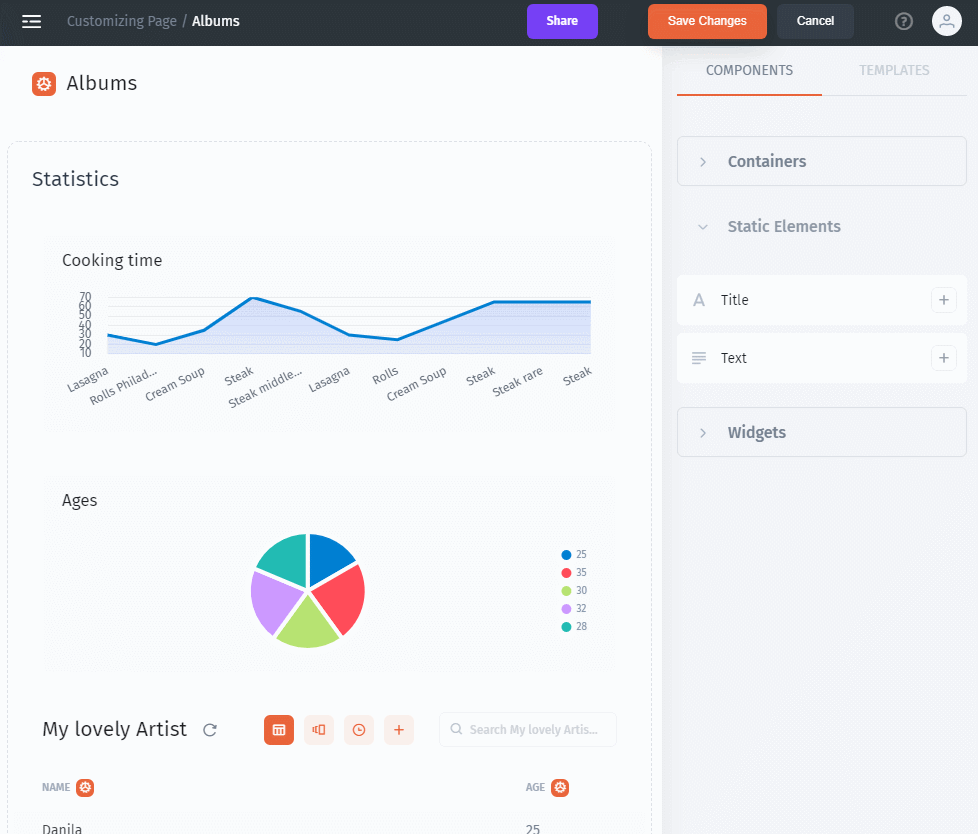 Customizing Page / Albums
Share
Save Changes
Cancel
?
Albums
COMPONENTS
TEMPLATES
Containers
Static Elements
A Title +
Text +
Widgets
Statistics
Cooking time
70
60
50
40
30
20
10
Lasagna
Rolls Philad...
Cream Soup
Steak
Steak middle...
Lasagna
Rolls
Cream Soup
Steak
Steak rare
Steak
Ages
25
35
30
32
28
My lovely Artist
+
Search My lovely Artis...
NAME
AGE
Danila
25